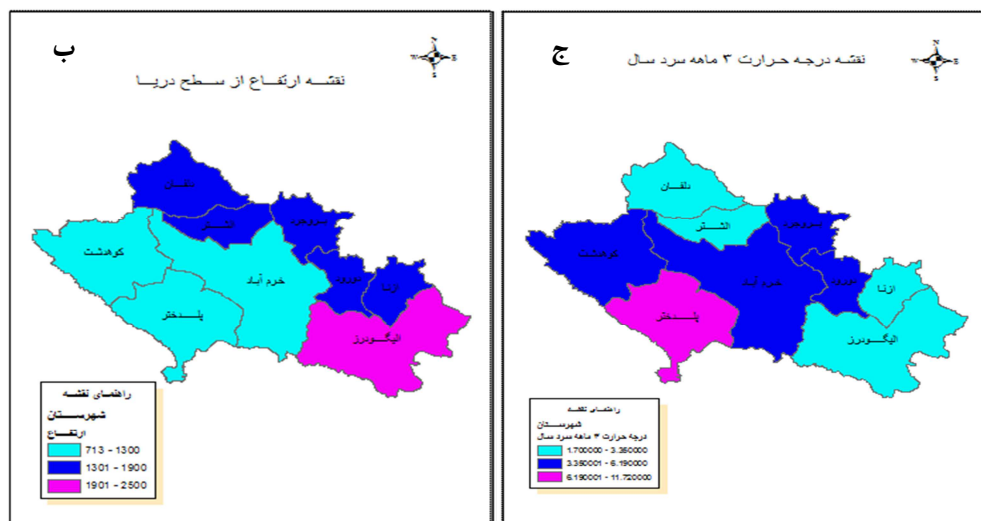 ب
N
W E
S
نقشه ارتفاع از سطح دریا
دلفان
الشتر
بروجرد
کوهدشت
خرم آباد
دورود
ازنا
پلدختر
الیگودرز
راهنمای نقشه
شهرستان
ارتفاع
713 - 1300
1301 - 1900
1901 - 2500
ج
N
W E
S
نقشه درجه حرارت ۳ ماهه سرد سال
دلفان
الشتر
بروجرد
کوهدشت
خرم آباد
دورود
ازنا
پلدختر
الیگودرز
راهنمای نقشه
شهرستان
درجه حرارت ۳ ماهه سرد سال
1.700000 - 3.350000
3.350001 - 6.190000
6.190001 - 11.720000